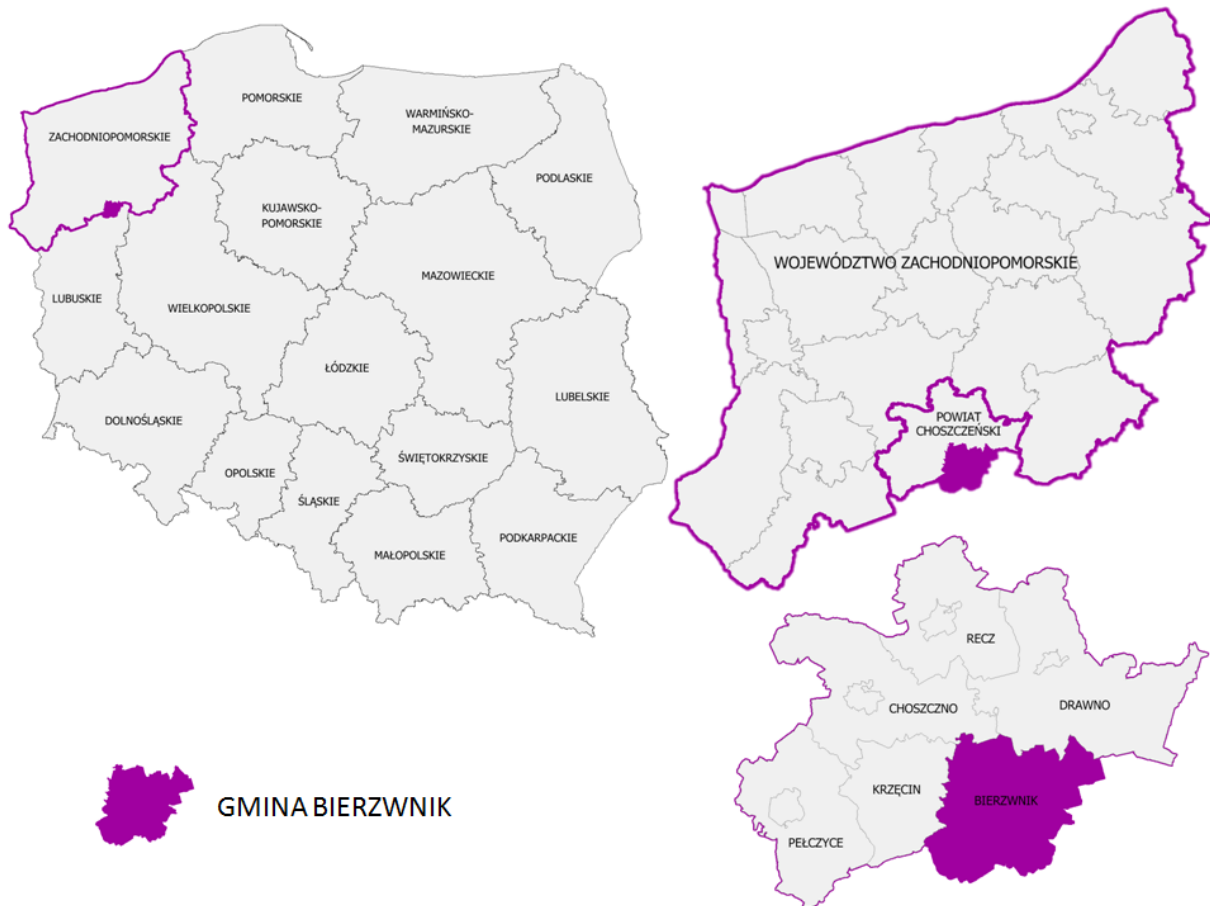 POMORSKIE
WARMIŃSKO-
MAZURSKIE
ZACHODNIOPOMORSKIE
PODLASKIE
KUJAWSKO-
POMORSKIE
MAZOWIECKIE
LUBUSKIE
WIELKOPOLSKIE
ŁÓDZKIE
LUBELSKIE
DOLNOŚLĄSKIE
ŚWIĘTOKRZYSKIE
OPOLSKIE
ŚLĄSKIE
PODKARPACKIE
MAŁOPOLSKIE
WOJEWÓDZTWO ZACHODNIOPOMORSKIE
POWIAT
CHOSZCZEŃSKI
RECZ
CHOSZCZNO
DRAWNO
KRZĘCIN
BIERZWNIK
PEŁCZYCE
GMINA BIERZWNIK